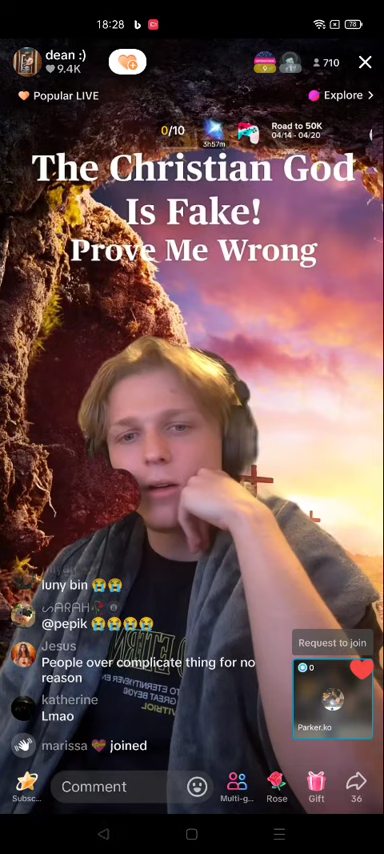 18:28
78
dean :)
9.4K
710
Popular LIVE
Explore
0/10
3h57m
Road to 50K
04/14 - 04/20
The Christian God
Is Fake!
Prove Me Wrong
luny bin 😭😭
@pepik 😭😭😭😭
Jesus
People over complicate thing for no
reason
katherine
Lmao
marissa 💝 joined
Request to join
0
Parker.ko
Subsc...
Comment
Multi-g...
Rose
Gift
36